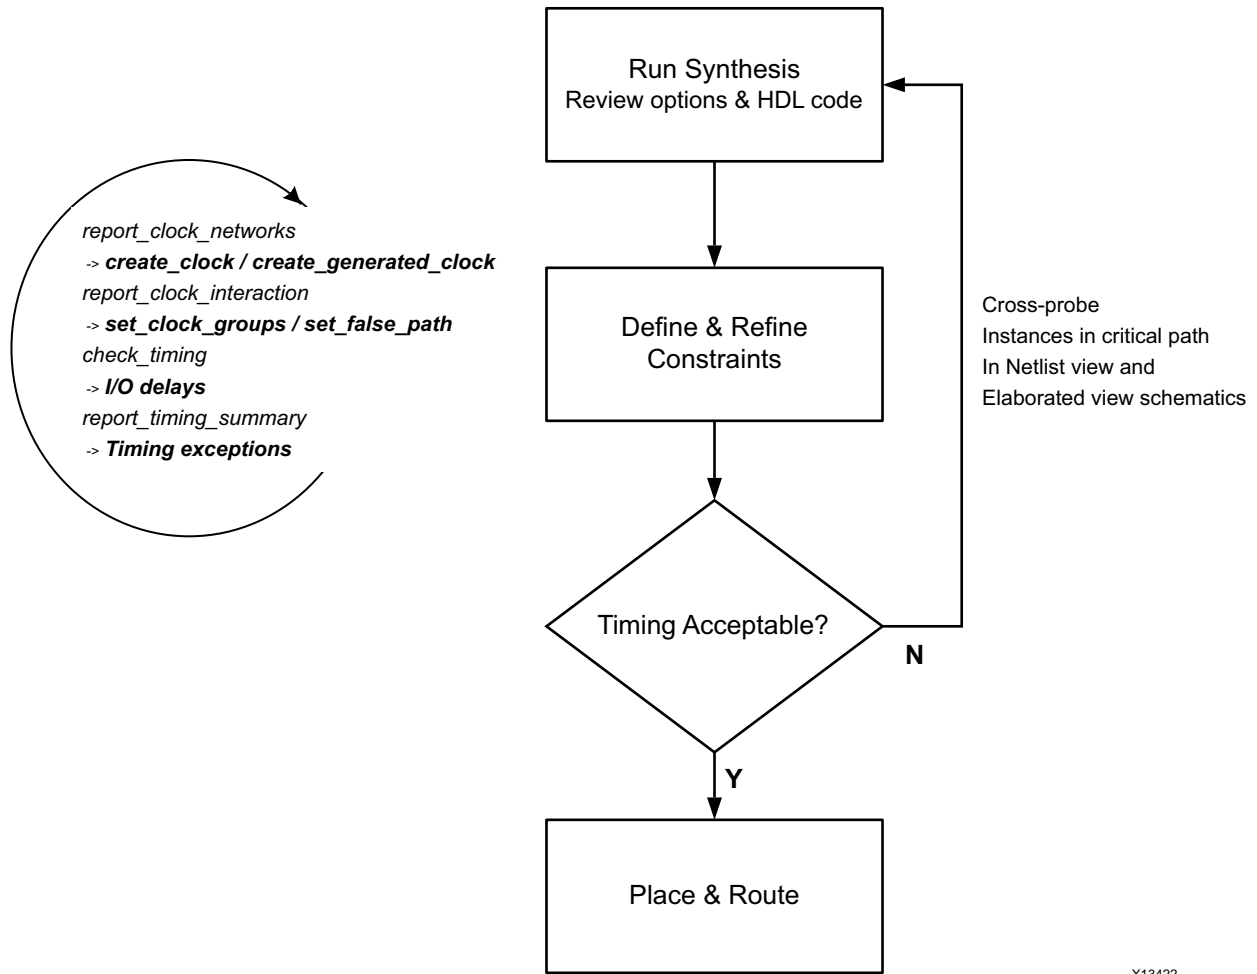 Run Synthesis
Review options & HDL code
report_clock_networks
-> create_clock / create_generated_clock
report_clock_interaction
-> set_clock_groups / set_false_path
check_timing
-> I/O delays
report_timing_summary
-> Timing exceptions
Define & Refine
Constraints
Cross-probe
Instances in critical path
In Netlist view and
Elaborated view schematics
Timing Acceptable?
N
Y
Place & Route
X13422